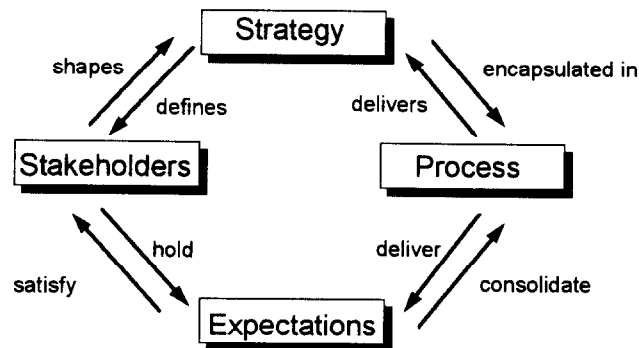 Strategy
shapes
encapsulated in
defines
delivers
Stakeholders
Process
hold
deliver
satisfy
consolidate
Expectations